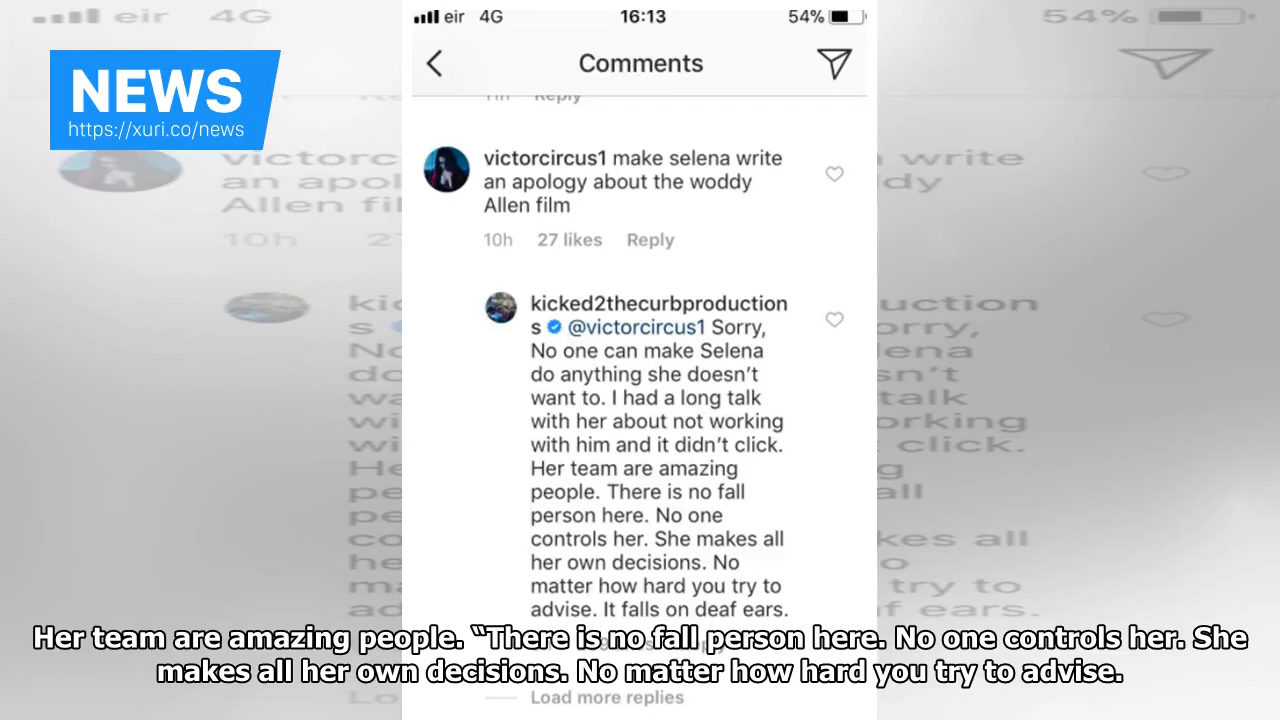 eir 4G 16:13 54%
NEWS
https://xuri.co/news
Comments
11h Reply
victorcircus1 make selena write
an apology about the woddy
Allen film
10h 27 likes Reply
kicked2thecurbproduction
s @victorcircus1 Sorry,
No one can make Selena
do anything she doesn't
want to. I had a long talk
with her about not working
with him and it didn't click.
Her team are amazing
people. There is no fall
person here. No one
controls her. She makes all
her own decisions. No
matter how hard you try to
advise. It falls on deaf ears.
Her team are amazing people. “There is no fall person here. No one controls her. She
makes all her own decisions. No matter how hard you try to advise.
Load more replies